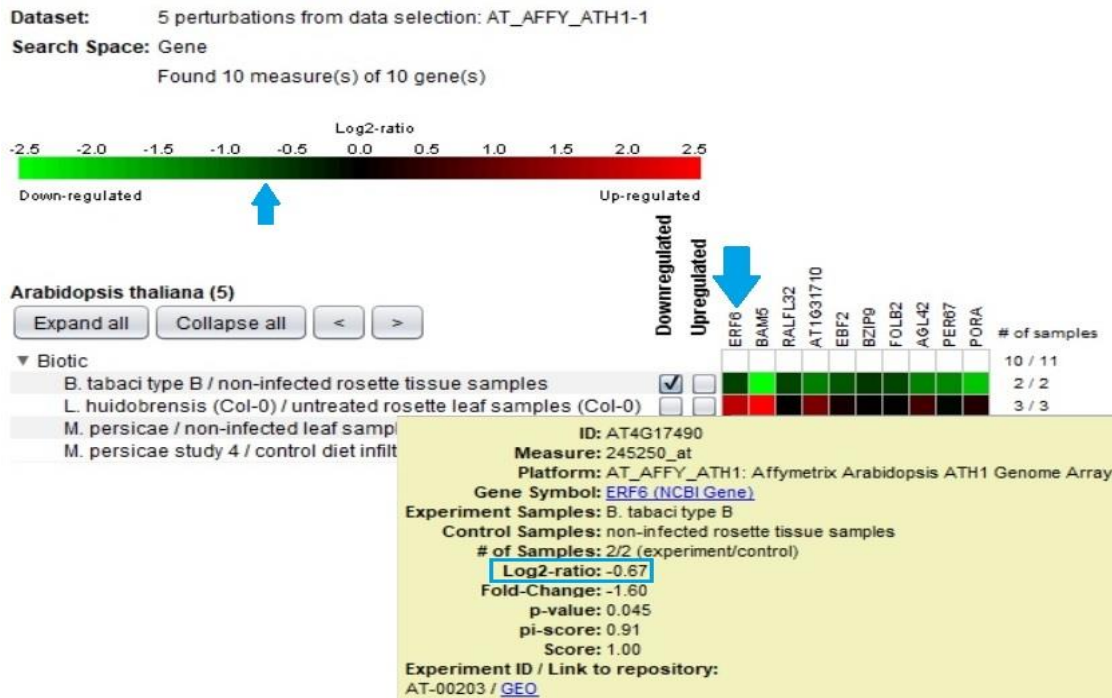 Dataset: 5 perturbations from data selection: AT_AFFY_ATH1-1
Search Space: Gene
Found 10 measure(s) of 10 gene(s)
Log2-ratio
-2.5 -2.0 -1.5 -1.0 -0.5 0.0 0.5 1.0 1.5 2.0 2.5
Down-regulated Up-regulated
Arabidopsis thaliana (5)
Expand all Collapse all < >
Downregulated
Upregulated
ERF6
BAM5
RALFL32
AT1G31710
EBF2
BZIP9
FOLB2
AGL42
PER67
PORA
# of samples
▼ Biotic 10 / 11
B. tabaci type B / non-infected rosette tissue samples 2 / 2
L. huidobrensis (Col-0) / untreated rosette leaf samples (Col-0) 3 / 3
M. persicae / non-infected leaf samp
M. persicae study 4 / control diet infilt
ID: AT4G17490
Measure: 245250_at
Platform: AT_AFFY_ATH1: Affymetrix Arabidopsis ATH1 Genome Array
Gene Symbol: ERF6 (NCBI Gene)
Experiment Samples: B. tabaci type B
Control Samples: non-infected rosette tissue samples
# of Samples: 2/2 (experiment/control)
Log2-ratio: -0.67
Fold-Change: -1.60
p-value: 0.045
pi-score: 0.91
Score: 1.00
Experiment ID / Link to repository:
AT-00203 / GEO